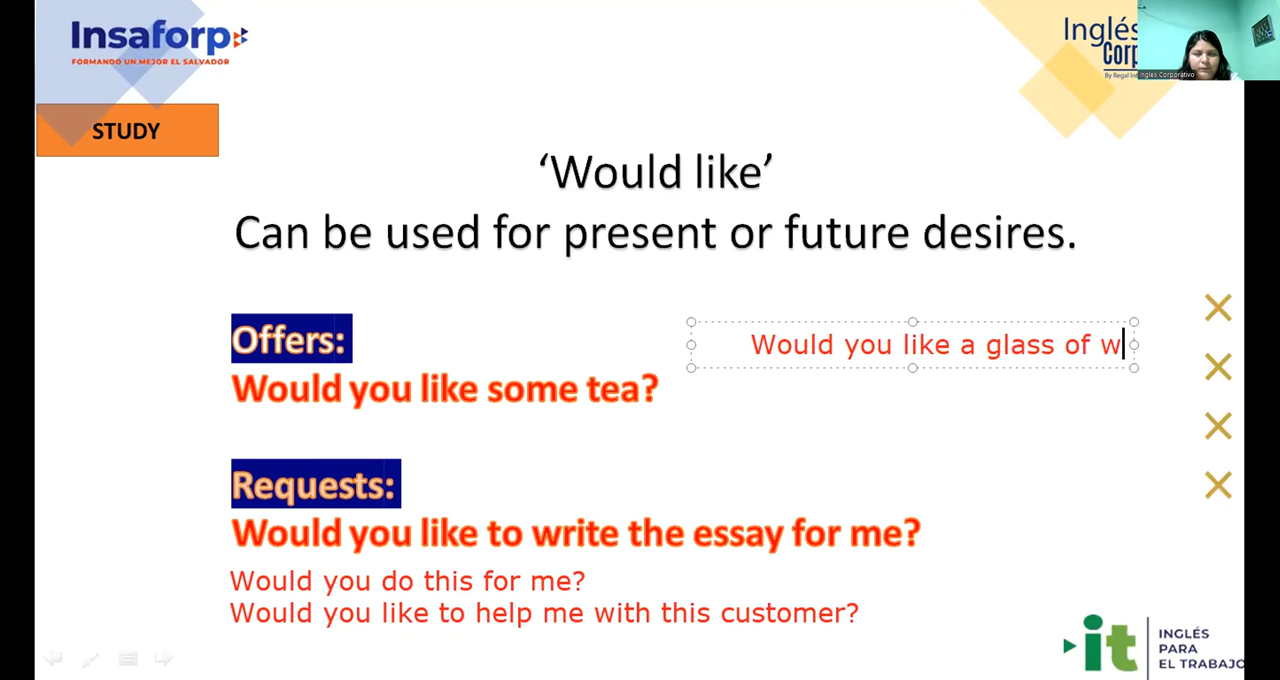 Insaforp
FORMANDO UN MEJOR EL SALVADOR
Inglés
Corp
Inglés Corporativo
STUDY
‘Would like’
Can be used for present or future desires.
Offers:
Would you like a glass of w
Would you like some tea?
Requests:
Would you like to write the essay for me?
Would you do this for me?
Would you like to help me with this customer?
it
INGLÉS
PARA
EL TRABAJO